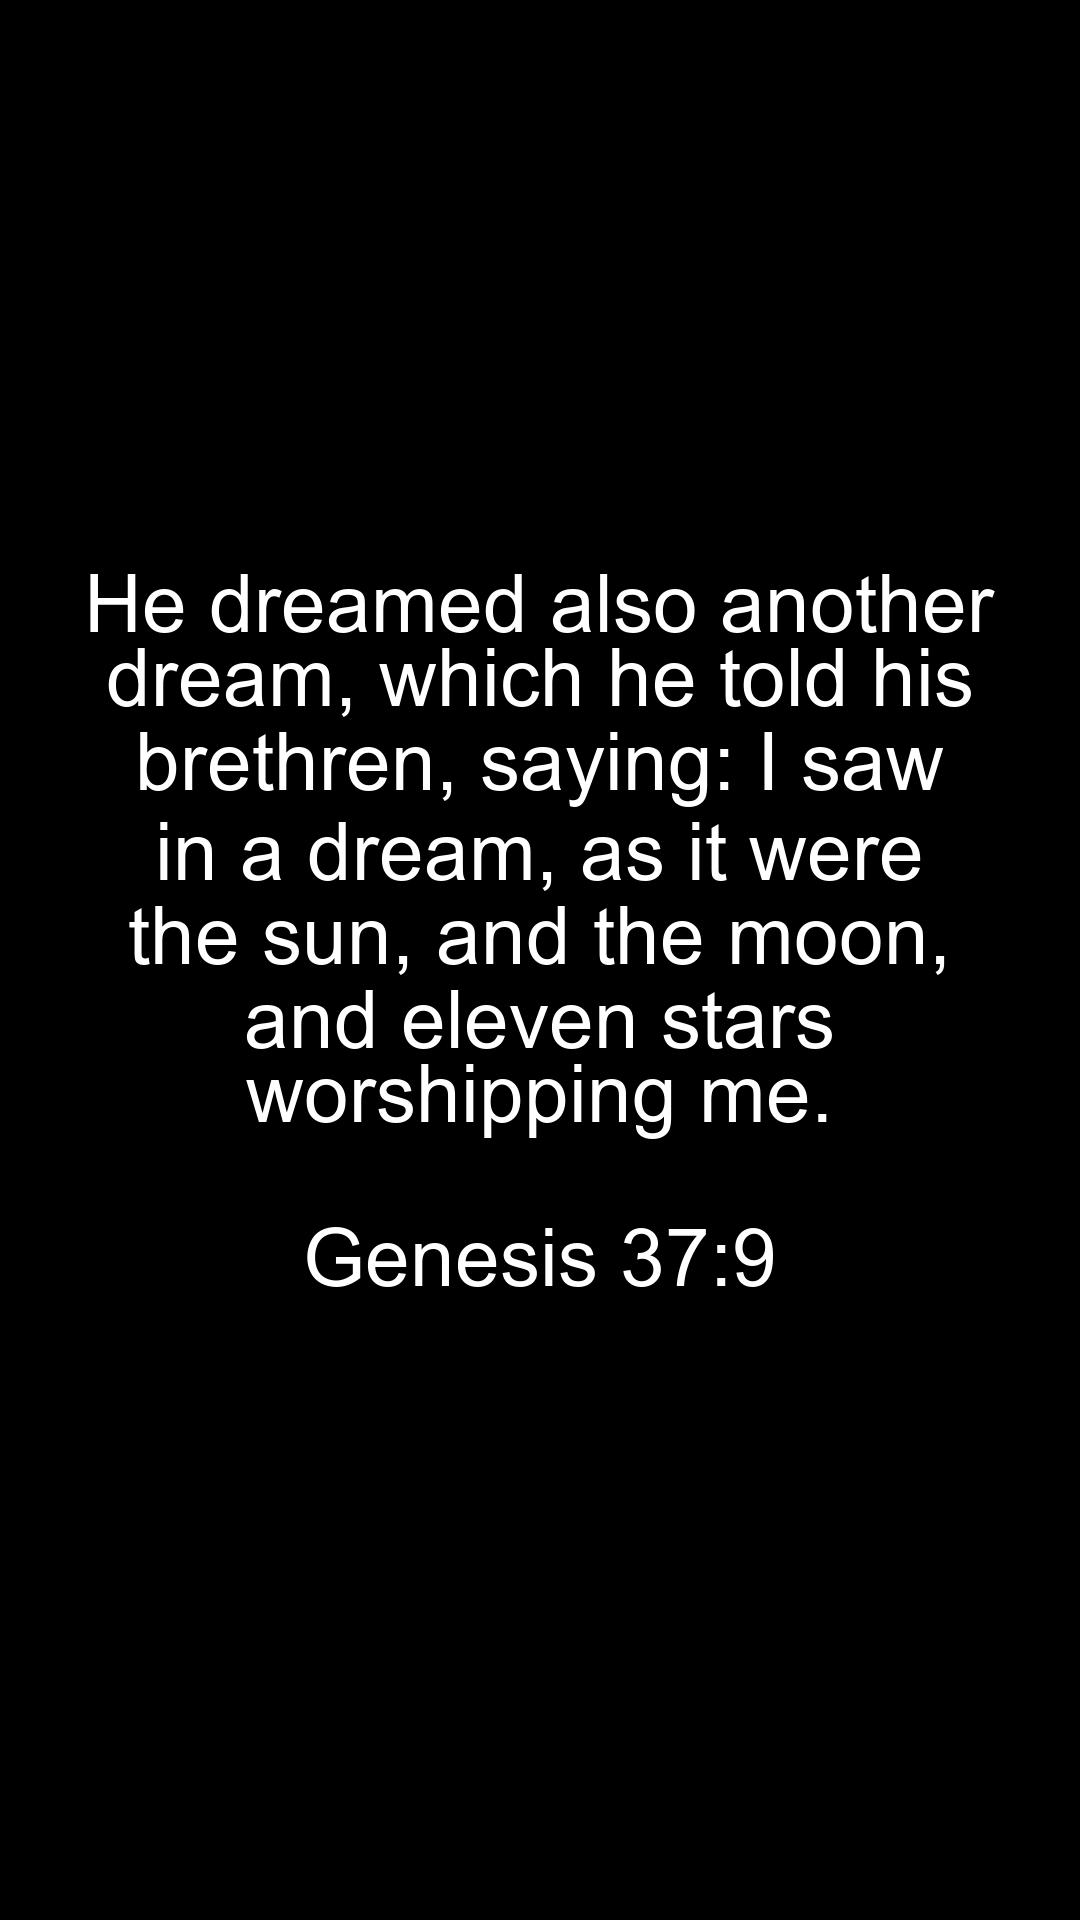 He dreamed also another
dream, which he told his
brethren, saying: I saw
in a dream, as it were
the sun, and the moon,
and eleven stars
worshipping me.
Genesis 37:9